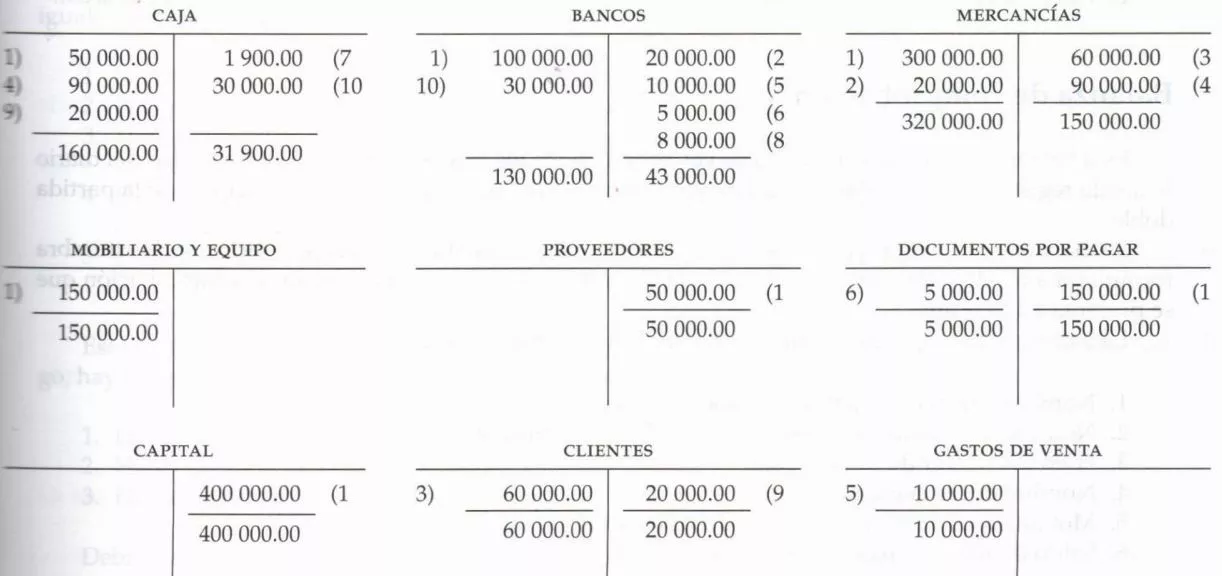 CAJA BANCOS MERCANCÍAS
1) 50 000.00 1 900.00 (7 1) 100 000.00 20 000.00 (2 1) 300 000.00 60 000.00 (3
4) 90 000.00 30 000.00 (10 10) 30 000.00 10 000.00 (5 2) 20 000.00 90 000.00 (4
9) 20 000.00 5 000.00 (6 320 000.00 150 000.00
160 000.00 31 900.00 8 000.00 (8
130 000.00 43 000.00
MOBILIARIO Y EQUIPO PROVEEDORES DOCUMENTOS POR PAGAR
1) 150 000.00 50 000.00 (1 6) 5 000.00 150 000.00 (1
150 000.00 50 000.00 5 000.00 150 000.00
CAPITAL CLIENTES GASTOS DE VENTA
400 000.00 (1 3) 60 000.00 20 000.00 (9 5) 10 000.00
400 000.00 60 000.00 20 000.00 10 000.00